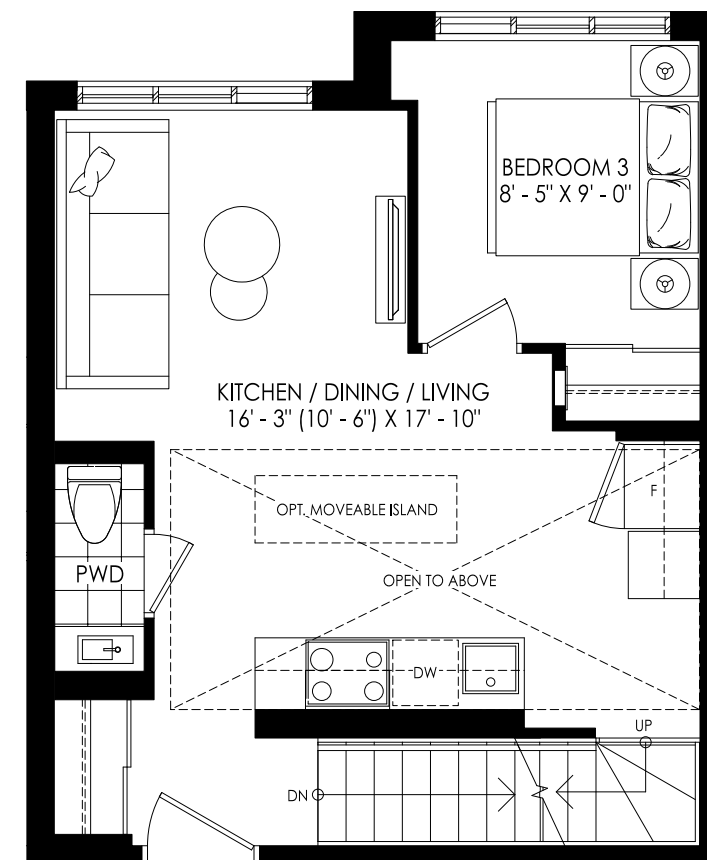 BEDROOM 3
8' - 5" X 9' - 0"
KITCHEN / DINING / LIVING
16' - 3" (10' - 6") X 17' - 10"
F
OPT. MOVEABLE ISLAND
PWD
OPEN TO ABOVE
DW
UP
DN